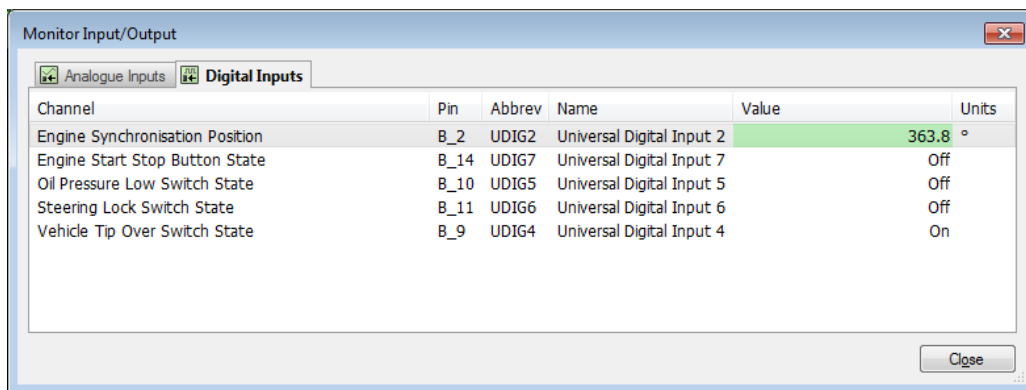 Monitor Input/Output
Analogue Inputs Digital Inputs
Channel Pin Abbrev Name Value Units
Engine Synchronisation Position B_2 UDIG2 Universal Digital Input 2 363.8 °
Engine Start Stop Button State B_14 UDIG7 Universal Digital Input 7 Off
Oil Pressure Low Switch State B_10 UDIG5 Universal Digital Input 5 Off
Steering Lock Switch State B_11 UDIG6 Universal Digital Input 6 Off
Vehicle Tip Over Switch State B_9 UDIG4 Universal Digital Input 4 On
Close